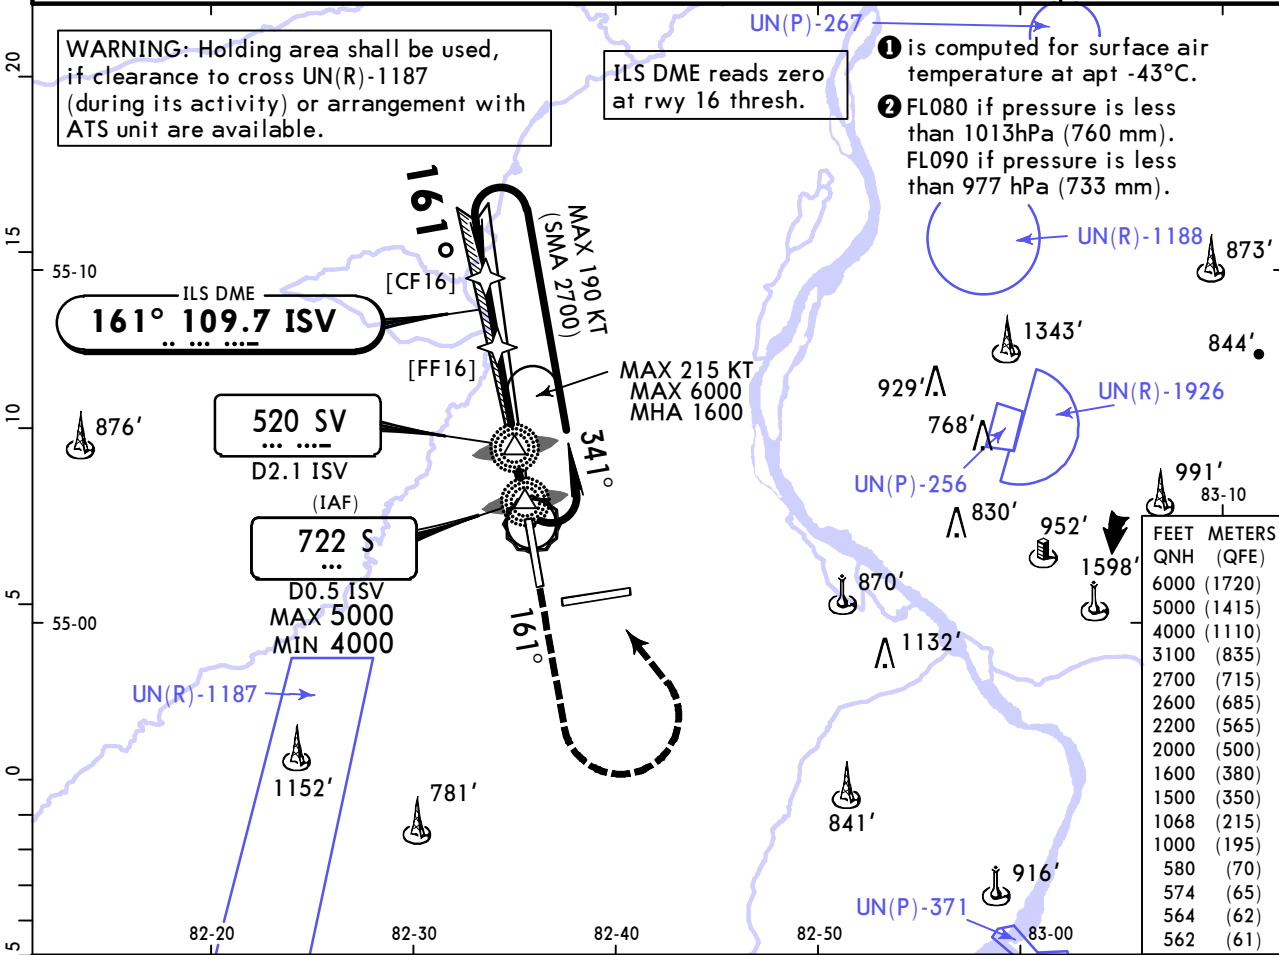 UN(P)-267
WARNING: Holding area shall be used,
if clearance to cross UN(R)-1187
(during its activity) or arrangement with
ATS unit are available.
ILS DME reads zero
at rwy 16 thresh.
1 is computed for surface air
temperature at apt -43°C.
2 FL080 if pressure is less
than 1013hPa (760 mm).
FL090 if pressure is less
than 977 hPa (733 mm).
20
15
10
5
0
5
55-10
55-00
161°
MAX 190 KT
(SMA 2700)
[CF16]
ILS DME
161° 109.7 ISV
[FF16]
MAX 215 KT
MAX 6000
MHA 1600
520 SV
D2.1 ISV
(IAF)
722 S
D0.5 ISV
MAX 5000
MIN 4000
341°
161°
UN(R)-1187
UN(R)-1188
873'
1343'
844'
929'
UN(R)-1926
768'
876'
UN(P)-256
991'
83-10
830'
952'
1598'
870'
1132'
1152'
781'
841'
916'
UN(P)-371
82-20
82-30
82-40
82-50
83-00
FEET METERS
QNH (QFE)
6000 (1720)
5000 (1415)
4000 (1110)
3100 (835)
2700 (715)
2600 (685)
2200 (565)
2000 (500)
1600 (380)
1500 (350)
1068 (215)
1000 (195)
580 (70)
574 (65)
564 (62)
562 (61)